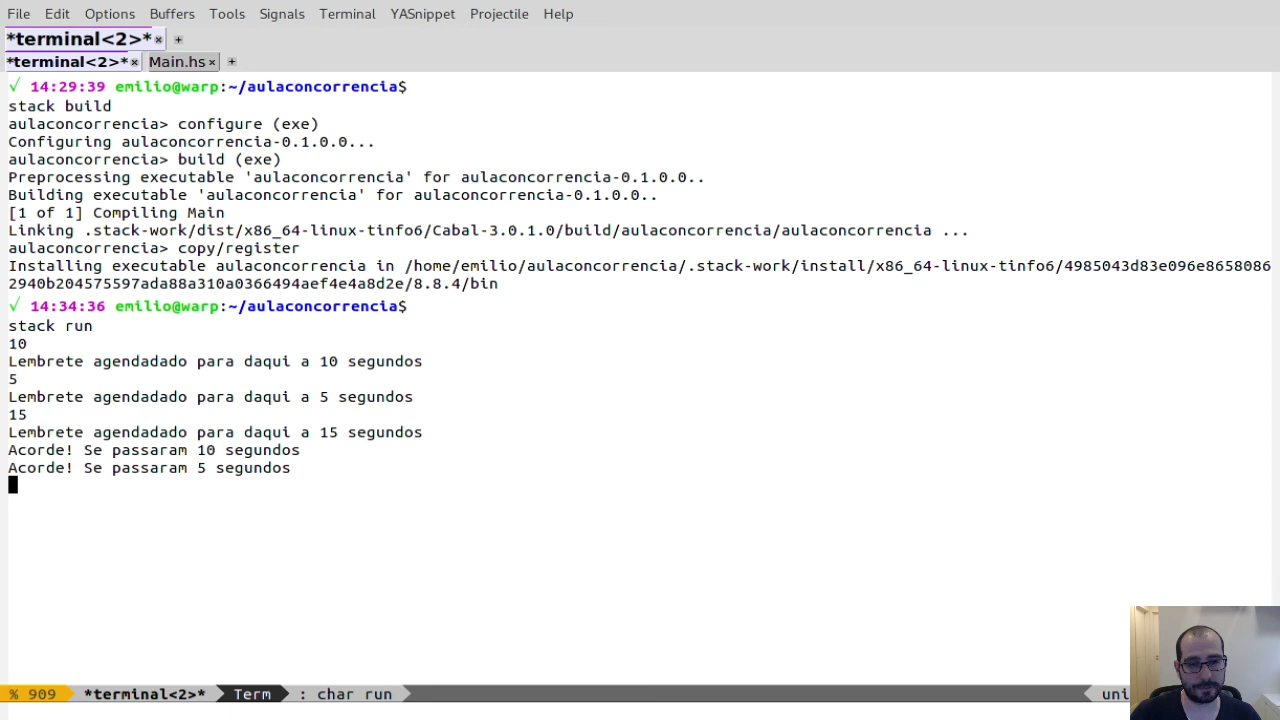 File Edit Options Buffers Tools Signals Terminal YASnippet Projectile Help
*terminal<2>*× +
*terminal<2>*× Main.hs× +
√ 14:29:39 emilio@warp:~/aulaconcorrencia$
stack build
aulaconcorrencia> configure (exe)
Configuring aulaconcorrencia-0.1.0.0...
aulaconcorrencia> build (exe)
Preprocessing executable 'aulaconcorrencia' for aulaconcorrencia-0.1.0.0..
Building executable 'aulaconcorrencia' for aulaconcorrencia-0.1.0.0..
[1 of 1] Compiling Main
Linking .stack-work/dist/x86_64-linux-tinfo6/Cabal-3.0.1.0/build/aulaconcorrencia/aulaconcorrencia ...
aulaconcorrencia> copy/register
Installing executable aulaconcorrencia in /home/emilio/aulaconcorrencia/.stack-work/install/x86_64-linux-tinfo6/4985043d83e096e8658086
2940b204575597ada88a310a0366494aef4e4a8d2e/8.8.4/bin
√ 14:34:36 emilio@warp:~/aulaconcorrencia$
stack run
10
Lembrete agendadado para daqui a 10 segundos
5
Lembrete agendadado para daqui a 5 segundos
15
Lembrete agendadado para daqui a 15 segundos
Acorde! Se passaram 10 segundos
Acorde! Se passaram 5 segundos
% 909 *terminal<2>* Term : char run uni